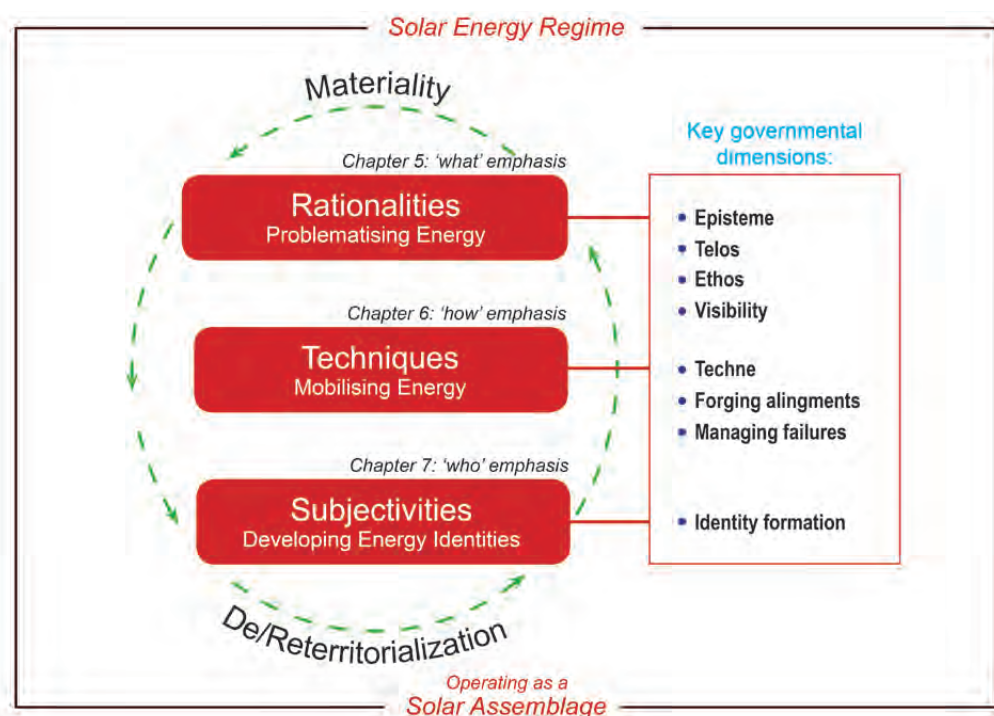 Solar Energy Regime
Materiality
Chapter 5: ‘what’ emphasis
Rationalities
Problematising Energy
Chapter 6: ‘how’ emphasis
Techniques
Mobilising Energy
Chapter 7: ‘who’ emphasis
Subjectivities
Developing Energy Identities
De/Reterritorialization
Key governmental
dimensions:
• Episteme
• Telos
• Ethos
• Visibility
• Techne
• Forging alingments
• Managing failures
• Identity formation
Operating as a
Solar Assemblage